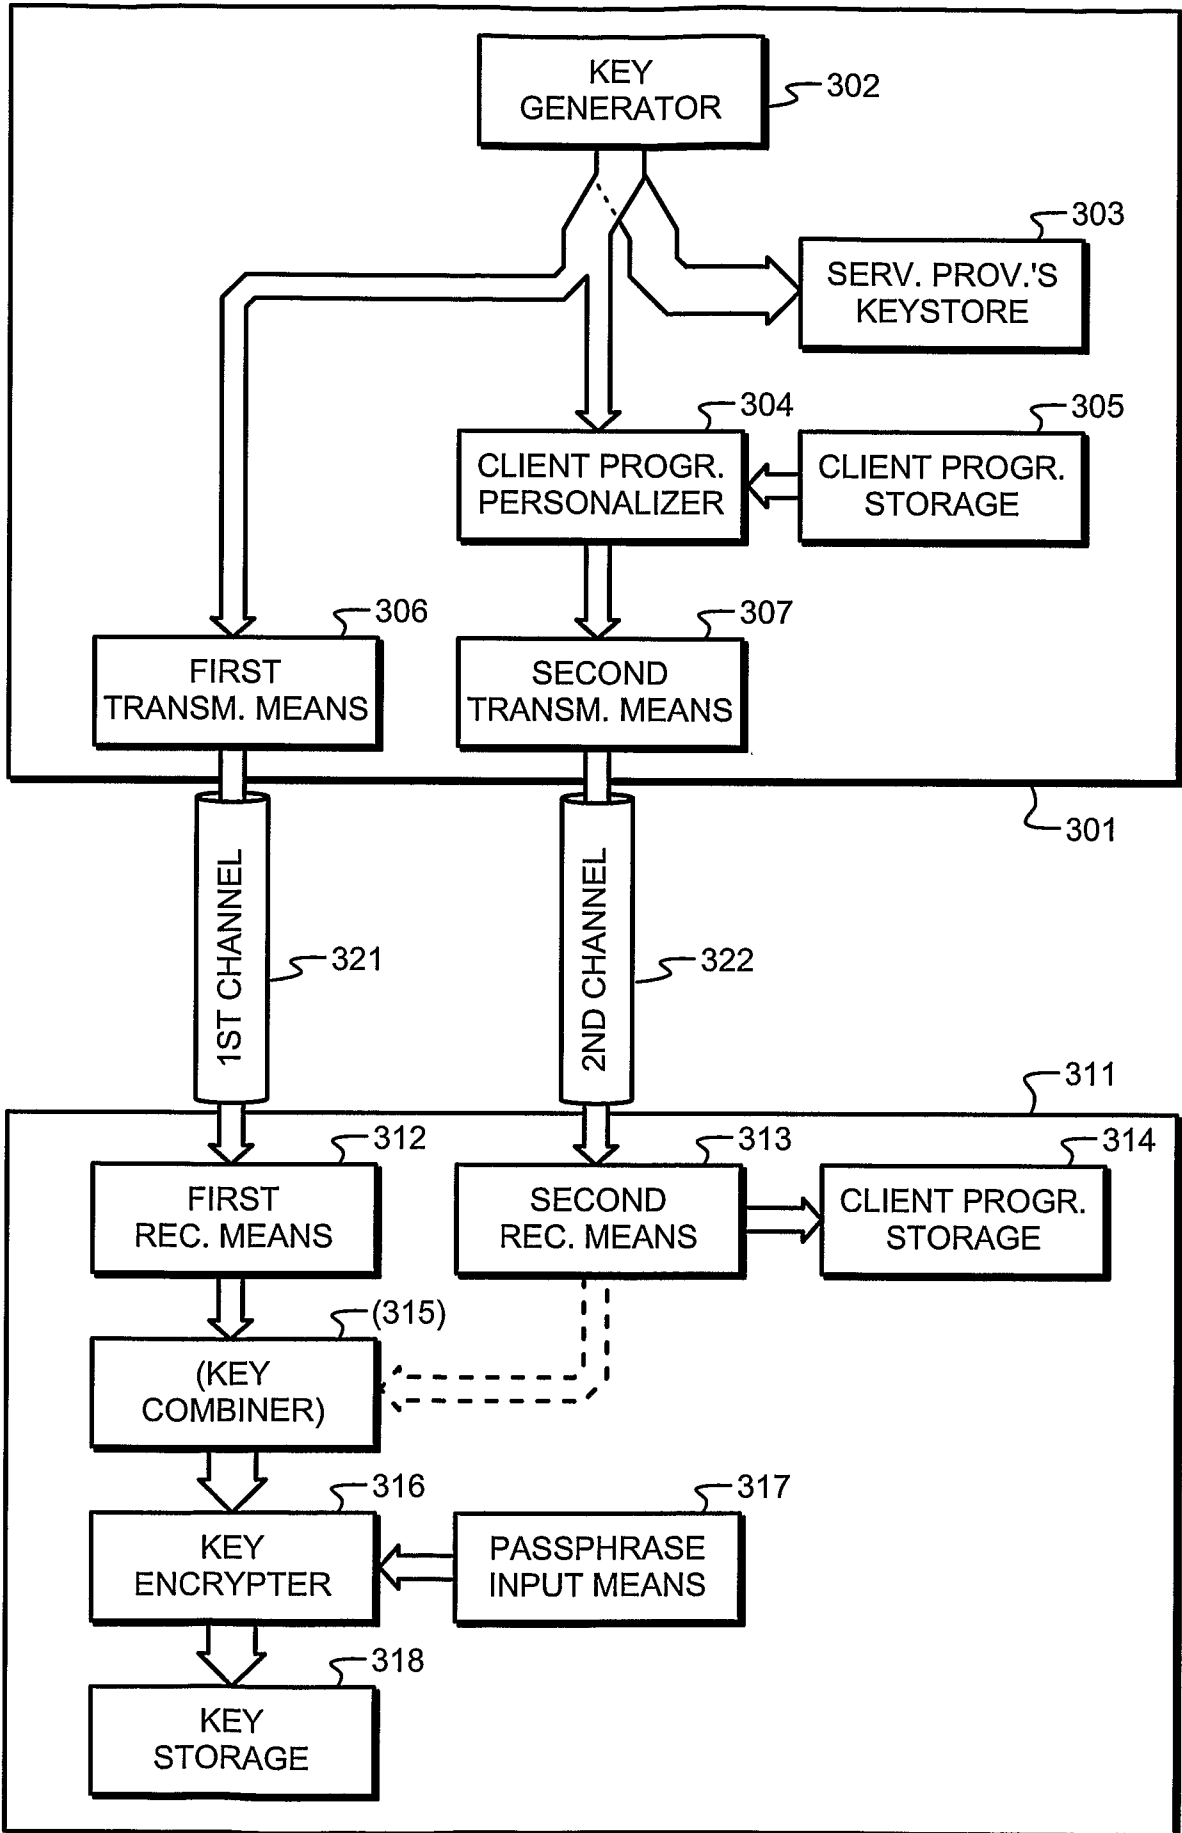 KEY
GENERATOR
302
303
SERV. PROV.'S
KEYSTORE
304
305
CLIENT PROGR.
PERSONALIZER
CLIENT PROGR.
STORAGE
306
307
FIRST
TRANSM. MEANS
SECOND
TRANSM. MEANS
301
1ST CHANNEL
321
2ND CHANNEL
322
311
312
313
314
FIRST
REC. MEANS
SECOND
REC. MEANS
CLIENT PROGR.
STORAGE
(315)
(KEY
COMBINER)
316
317
KEY
ENCRYPTER
PASSPHRASE
INPUT MEANS
318
KEY
STORAGE